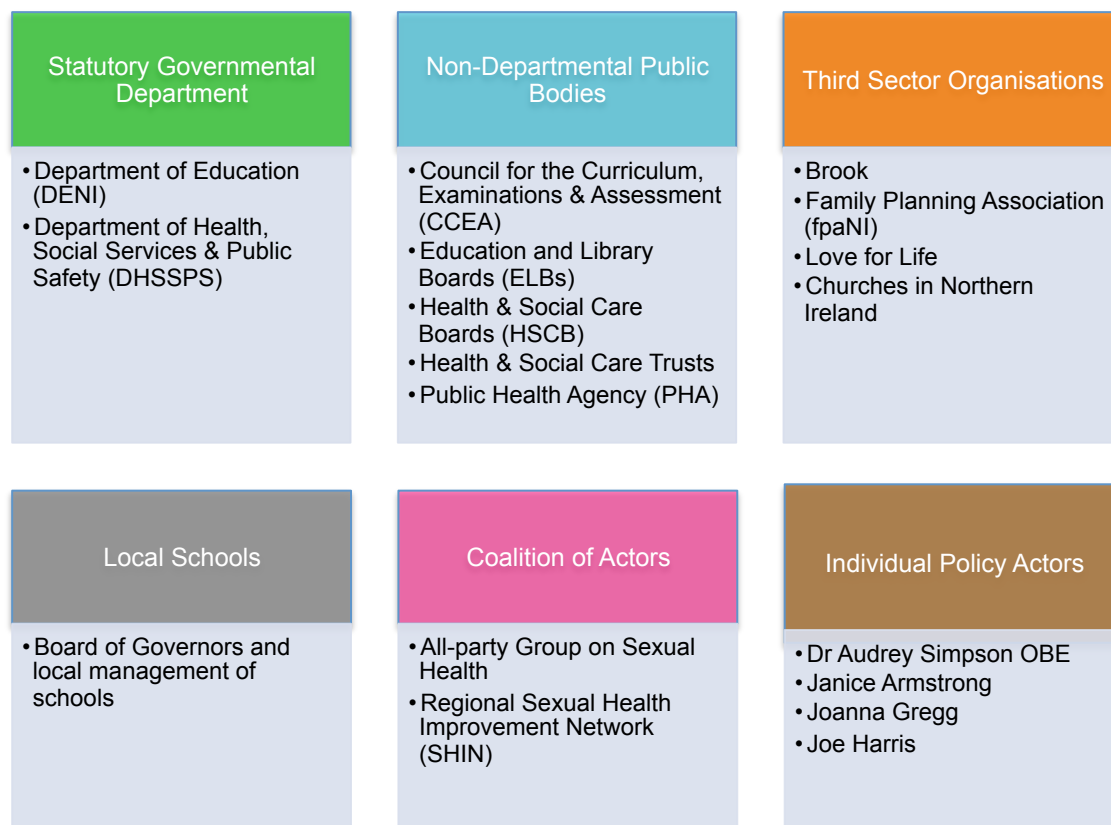 Statutory Governmental
Department
• Department of Education
(DENI)
• Department of Health,
Social Services & Public
Safety (DHSSPS)
Non-Departmental Public
Bodies
• Council for the Curriculum,
Examinations & Assessment
(CCEA)
• Education and Library
Boards (ELBs)
• Health & Social Care
Boards (HSCB)
• Health & Social Care Trusts
• Public Health Agency (PHA)
Third Sector Organisations
• Brook
• Family Planning Association
(fpaNI)
• Love for Life
• Churches in Northern
Ireland
Local Schools
• Board of Governors and
local management of
schools
Coalition of Actors
• All-party Group on Sexual
Health
• Regional Sexual Health
Improvement Network
(SHIN)
Individual Policy Actors
• Dr Audrey Simpson OBE
• Janice Armstrong
• Joanna Gregg
• Joe Harris